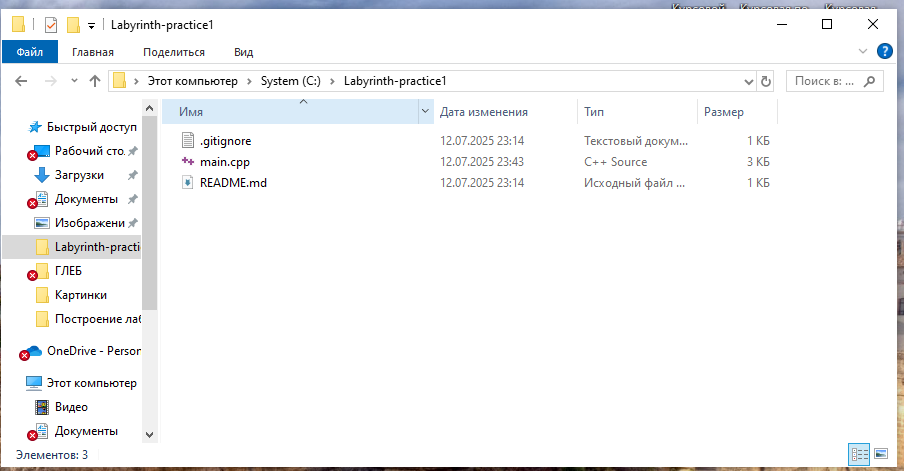 Labyrinth-practice1
Файл Главная Поделиться Вид
Этот компьютер System (C:) Labyrinth-practice1
Поиск в: ...
Имя Дата изменения Тип Размер
.gitignore 12.07.2025 23:14 Текстовый докум... 1 КБ
main.cpp 12.07.2025 23:43 C++ Source 3 КБ
README.md 12.07.2025 23:14 Исходный файл ... 1 КБ
Быстрый доступ
Рабочий сто.
Загрузки
Документы
Изображени
Labyrinth-practi
ГЛЕБ
Картинки
Построение лаб
OneDrive - Person
Этот компьютер
Видео
Документы
Элементов: 3